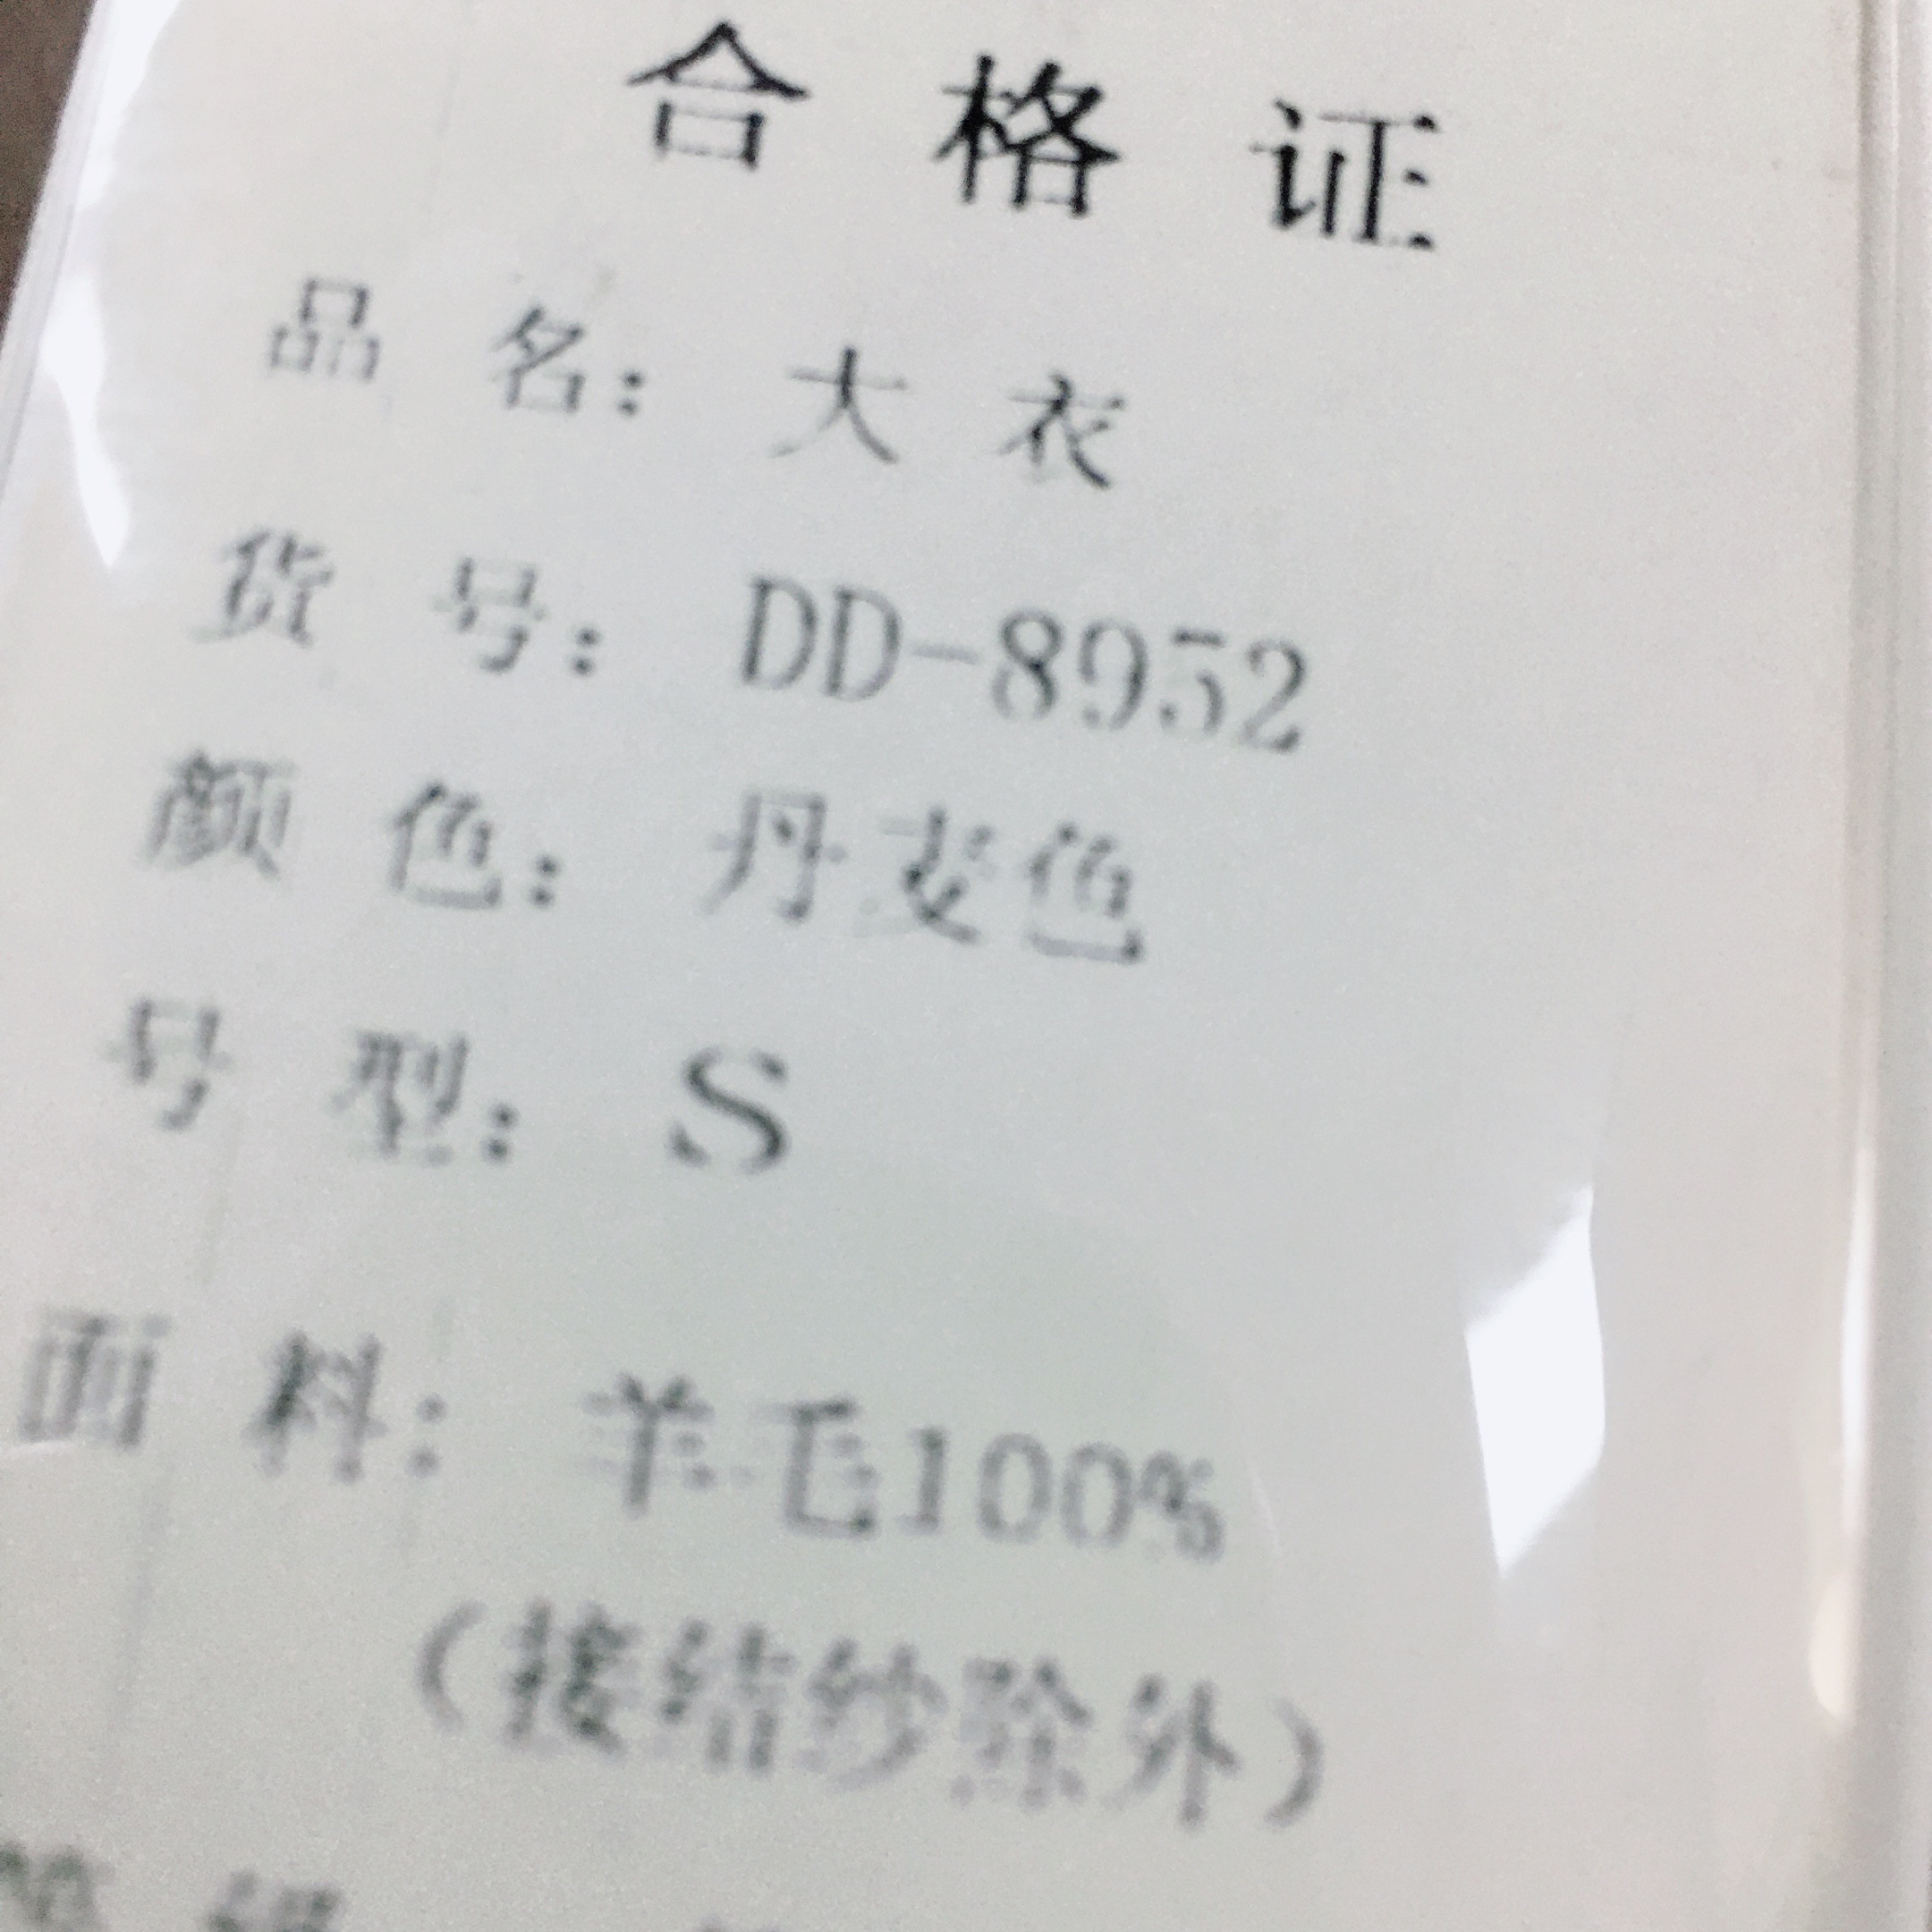 合格证
品名：大衣
货号：DD-8952
颜色：丹麦色
号型：S
面料：羊毛100%
（接结纱除外）